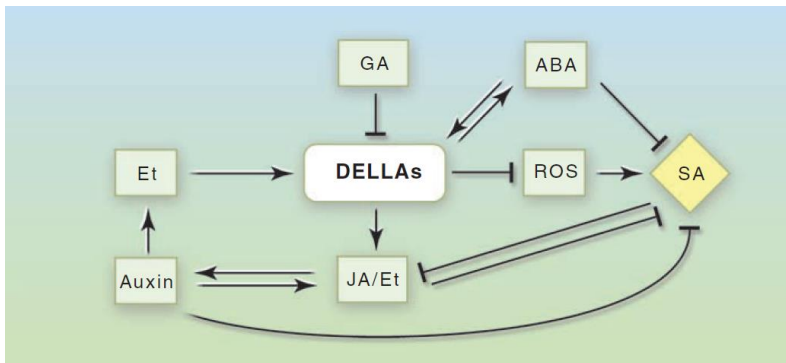 GA
ABA
Et
DELLAs
ROS
SA
Auxin
JA/Et